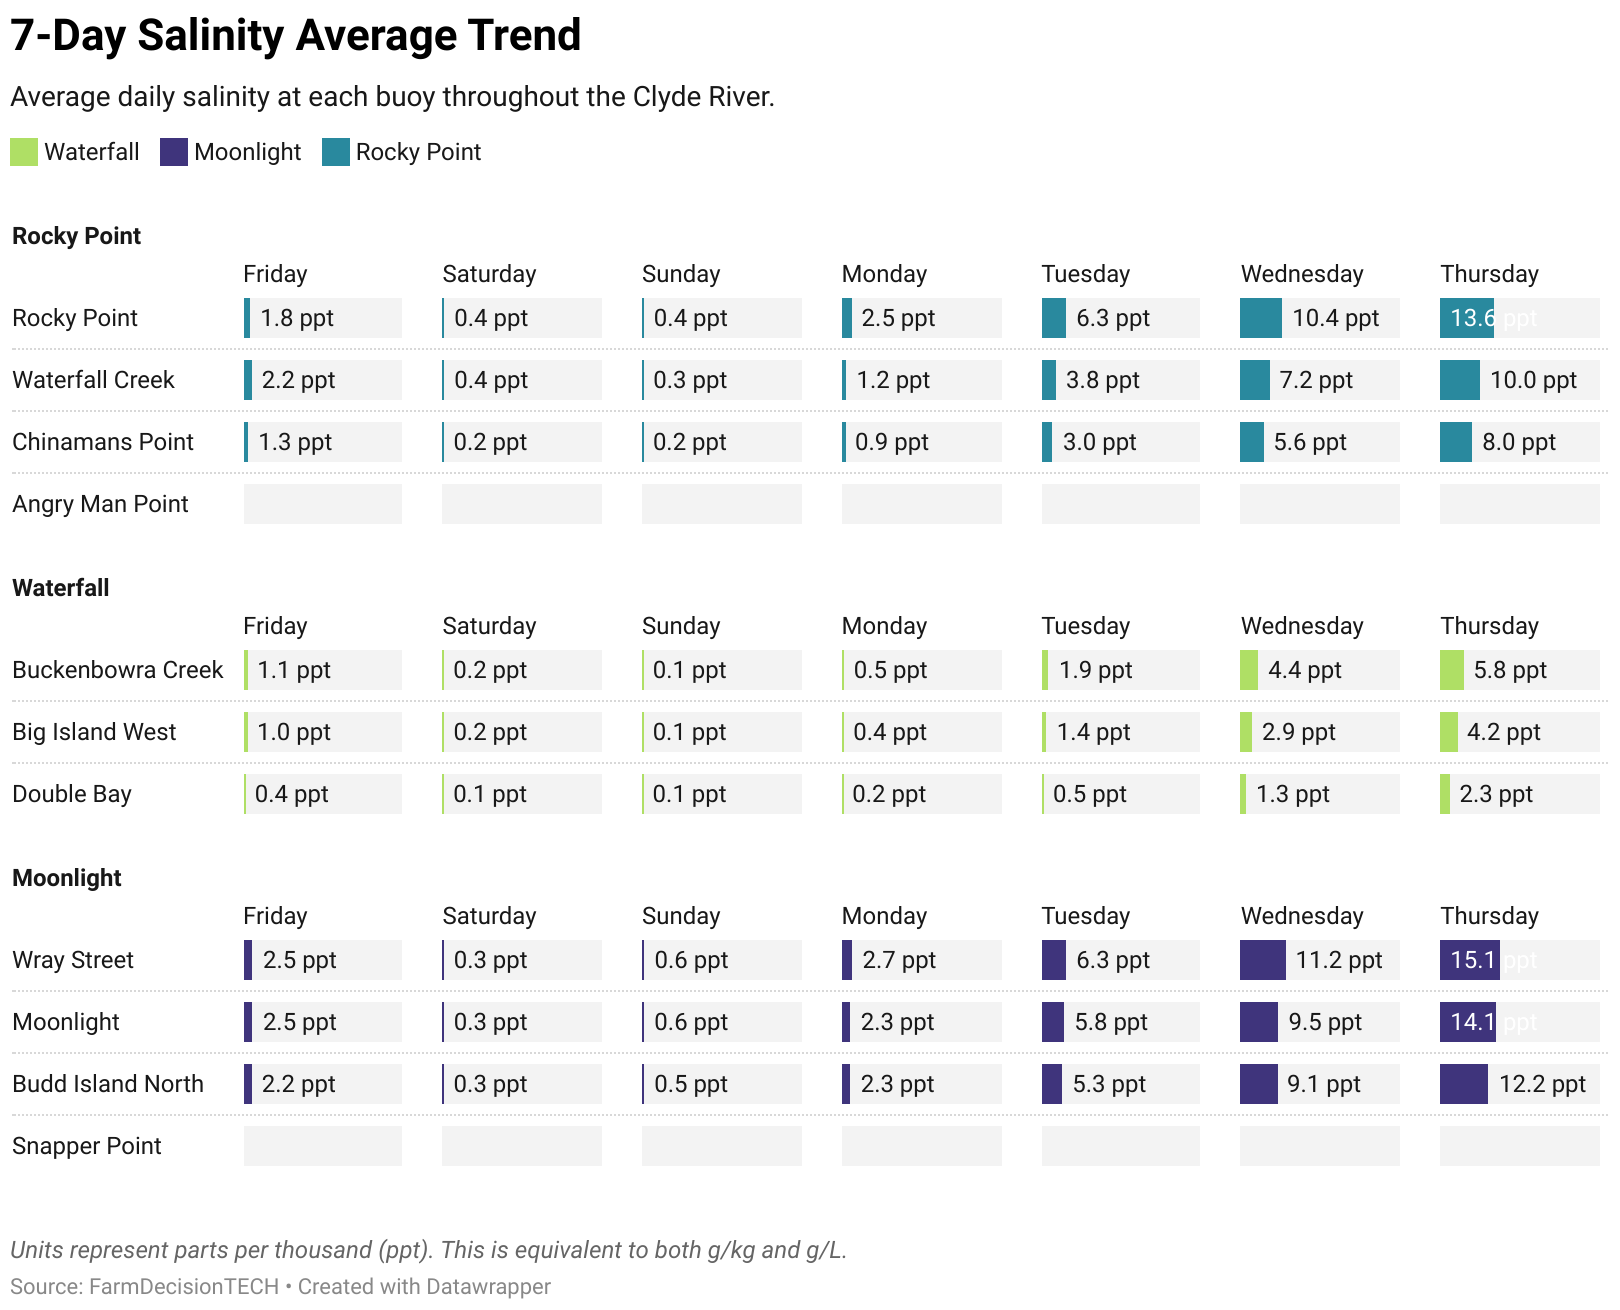 7-Day Salinity Average Trend
Average daily salinity at each buoy throughout the Clyde River.
Waterfall Moonlight Rocky Point
Rocky Point
Friday Saturday Sunday Monday Tuesday Wednesday Thursday
Rocky Point 1.8 ppt 0.4 ppt 0.4 ppt 2.5 ppt 6.3 ppt 10.4 ppt 13.6 ppt
Waterfall Creek 2.2 ppt 0.4 ppt 0.3 ppt 1.2 ppt 3.8 ppt 7.2 ppt 10.0 ppt
Chinamans Point 1.3 ppt 0.2 ppt 0.2 ppt 0.9 ppt 3.0 ppt 5.6 ppt 8.0 ppt
Angry Man Point
Waterfall
Friday Saturday Sunday Monday Tuesday Wednesday Thursday
Buckenbowra Creek 1.1 ppt 0.2 ppt 0.1 ppt 0.5 ppt 1.9 ppt 4.4 ppt 5.8 ppt
Big Island West 1.0 ppt 0.2 ppt 0.1 ppt 0.4 ppt 1.4 ppt 2.9 ppt 4.2 ppt
Double Bay 0.4 ppt 0.1 ppt 0.1 ppt 0.2 ppt 0.5 ppt 1.3 ppt 2.3 ppt
Moonlight
Friday Saturday Sunday Monday Tuesday Wednesday Thursday
Wray Street 2.5 ppt 0.3 ppt 0.6 ppt 2.7 ppt 6.3 ppt 11.2 ppt 15.1 ppt
Moonlight 2.5 ppt 0.3 ppt 0.6 ppt 2.3 ppt 5.8 ppt 9.5 ppt 14.1 ppt
Budd Island North 2.2 ppt 0.3 ppt 0.5 ppt 2.3 ppt 5.3 ppt 9.1 ppt 12.2 ppt
Snapper Point
Units represent parts per thousand (ppt). This is equivalent to both g/kg and g/L.
Source: FarmDecisionTECH • Created with Datawrapper